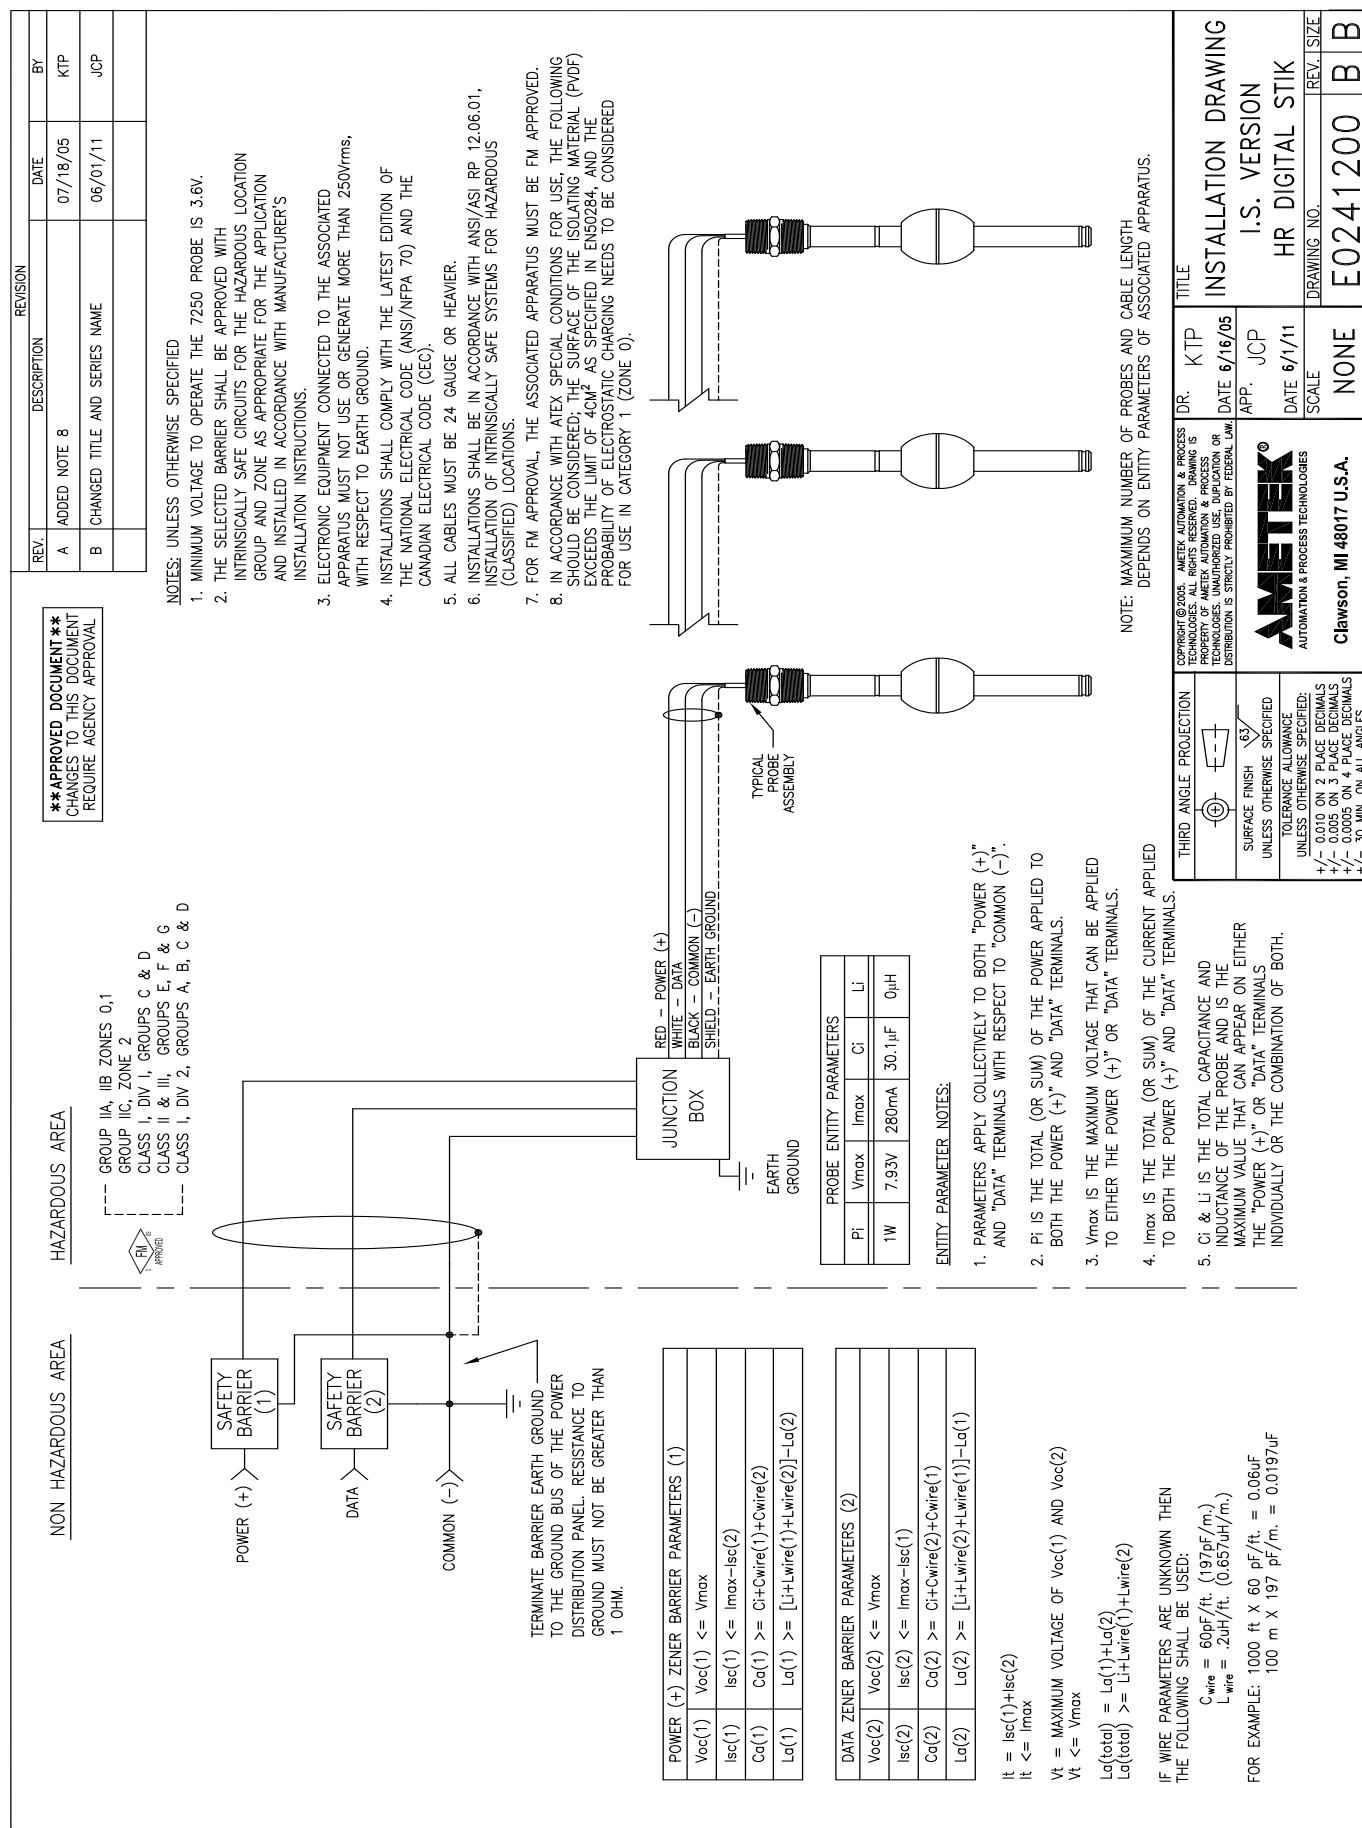 NON HAZARDOUS AREA
HAZARDOUS AREA
FM
C
US
APPROVED
GROUP IIA, IIB ZONES 0,1
GROUP IIC, ZONE 2
CLASS I, DIV I, GROUPS C & D
CLASS II & III, GROUPS E, F & G
CLASS I, DIV 2, GROUPS A, B, C & D
**APPROVED DOCUMENT**
CHANGES TO THIS DOCUMENT
REQUIRE AGENCY APPROVAL
REVISION
REV. DESCRIPTION DATE BY
A ADDED NOTE 8 07/18/05 KTP
B CHANGED TITLE AND SERIES NAME 06/01/11 JCP
NOTES: UNLESS OTHERWISE SPECIFIED
1. MINIMUM VOLTAGE TO OPERATE THE 7250 PROBE IS 3.6V.
2. THE SELECTED BARRIER SHALL BE APPROVED WITH
INTRINSICALLY SAFE CIRCUITS FOR THE HAZARDOUS LOCATION
GROUP AND ZONE AS APPROPRIATE FOR THE APPLICATION
AND INSTALLED IN ACCORDANCE WITH MANUFACTURER'S
INSTALLATION INSTRUCTIONS.
3. ELECTRONIC EQUIPMENT CONNECTED TO THE ASSOCIATED
APPARATUS MUST NOT USE OR GENERATE MORE THAN 250Vrms,
WITH RESPECT TO EARTH GROUND.
4. INSTALLATIONS SHALL COMPLY WITH THE LATEST EDITION OF
THE NATIONAL ELECTRICAL CODE (ANSI/NFPA 70) AND THE
CANADIAN ELECTRICAL CODE (CEC).
5. ALL CABLES MUST BE 24 GAUGE OR HEAVIER.
6. INSTALLATIONS SHALL BE IN ACCORDANCE WITH ANSI/ASI RP 12.06.01,
INSTALLATION OF INTRINSICALLY SAFE SYSTEMS FOR HAZARDOUS
(CLASSIFIED) LOCATIONS.
7. FOR FM APPROVAL, THE ASSOCIATED APPARATUS MUST BE FM APPROVED.
8. IN ACCORDANCE WITH ATEX SPECIAL CONDITIONS FOR USE, THE FOLLOWING
SHOULD BE CONSIDERED; THE SURFACE OF THE ISOLATING MATERIAL (PVDF)
EXCEEDS THE LIMIT OF 4CM² AS SPECIFIED IN EN50284, AND THE
PROBABILITY OF ELECTROSTATIC CHARGING NEEDS TO BE CONSIDERED
FOR USE IN CATEGORY 1 (ZONE 0).
POWER (+)
SAFETY
BARRIER
(1)
DATA
SAFETY
BARRIER
(2)
COMMON (-)
TERMINATE BARRIER EARTH GROUND
TO THE GROUND BUS OF THE POWER
DISTRIBUTION PANEL. RESISTANCE TO
GROUND MUST NOT BE GREATER THAN
1 OHM.
JUNCTION
BOX
EARTH
GROUND
RED - POWER (+)
WHITE - DATA
BLACK - COMMON (-)
SHIELD - EARTH GROUND
TYPICAL
PROBE
ASSEMBLY
POWER (+) ZENER BARRIER PARAMETERS (1)
Voc(1) Voc(1) <= Vmax
Isc(1) Isc(1) <= Imax-Isc(2)
Ca(1) Ca(1) >= Ci+Cwire(1)+Cwire(2)
La(1) La(1) >= [Li+Lwire(1)+Lwire(2)]-La(2)
DATA ZENER BARRIER PARAMETERS (2)
Voc(2) Voc(2) <= Vmax
Isc(2) Isc(2) <= Imax-Isc(1)
Ca(2) Ca(2) >= Ci+Cwire(2)+Cwire(1)
La(2) La(2) >= [Li+Lwire(2)+Lwire(1)]-La(1)
It = Isc(1)+Isc(2)
It <= Imax
Vt = MAXIMUM VOLTAGE OF Voc(1) AND Voc(2)
Vt <= Vmax
La(total) = La(1)+La(2)
La(total) >= Li+Lwire(1)+Lwire(2)
IF WIRE PARAMETERS ARE UNKNOWN THEN
THE FOLLOWING SHALL BE USED:
Cwire = 60pF/ft. (197pF/m.)
Lwire = .2uH/ft. (0.657uH/m.)
FOR EXAMPLE: 1000 ft X 60 pF/ft. = 0.06uF
100 m X 197 pF/m. = 0.0197uF
PROBE ENTITY PARAMETERS
Pi Vmax Imax Ci Li
1W 7.93V 280mA 30.1µF 0µH
ENTITY PARAMETER NOTES:
1. PARAMETERS APPLY COLLECTIVELY TO BOTH "POWER (+)"
AND "DATA" TERMINALS WITH RESPECT TO "COMMON (-)".
2. Pi IS THE TOTAL (OR SUM) OF THE POWER APPLIED TO
BOTH THE POWER (+)" AND "DATA" TERMINALS.
3. Vmax IS THE MAXIMUM VOLTAGE THAT CAN BE APPLIED
TO EITHER THE POWER (+)" OR "DATA" TERMINALS.
4. Imax IS THE TOTAL (OR SUM) OF THE CURRENT APPLIED
TO BOTH THE POWER (+)" AND "DATA" TERMINALS.
5. Ci & Li IS THE TOTAL CAPACITANCE AND
INDUCTANCE OF THE PROBE AND IS THE
MAXIMUM VALUE THAT CAN APPEAR ON EITHER
THE "POWER (+)" OR "DATA" TERMINALS
INDIVIDUALLY OR THE COMBINATION OF BOTH.
NOTE: MAXMIMUM NUMBER OF PROBES AND CABLE LENGTH
DEPENDS ON ENTITY PARAMETERS OF ASSOCIATED APPARATUS.
THIRD ANGLE PROJECTION
SURFACE FINISH 63
UNLESS OTHERWISE SPECIFIED
TOLERANCE ALLOWANCE
UNLESS OTHERWISE SPECIFIED:
+/- 0.010 ON 2 PLACE DECIMALS
+/- 0.005 ON 3 PLACE DECIMALS
+/- 0.0005 ON 4 PLACE DECIMALS
+/- 30 MIN. ON ALL ANGLES
COPYRIGHT ©2005. AMETEK AUTOMATION & PROCESS
TECHNOLOGIES. ALL RIGHTS RESERVED. DRAWING IS
PROPERTY OF AMETEK AUTOMATION & PROCESS
TECHNOLOGIES. UNAUTHORIZED USE, DUPLICATION OR
DISTRIBUTION IS STRICTLY PROHIBITED BY FEDERAL LAW.
AMETEK®
AUTOMATION & PROCESS TECHNOLOGIES
Clawson, MI 48017 U.S.A.
DR. KTP
DATE 6/16/05
APP. JCP
DATE 6/1/11
SCALE
NONE
TITLE
INSTALLATION DRAWING
I.S. VERSION
HR DIGITAL STIK
DRAWING NO. REV. SIZE
E0241200 B B